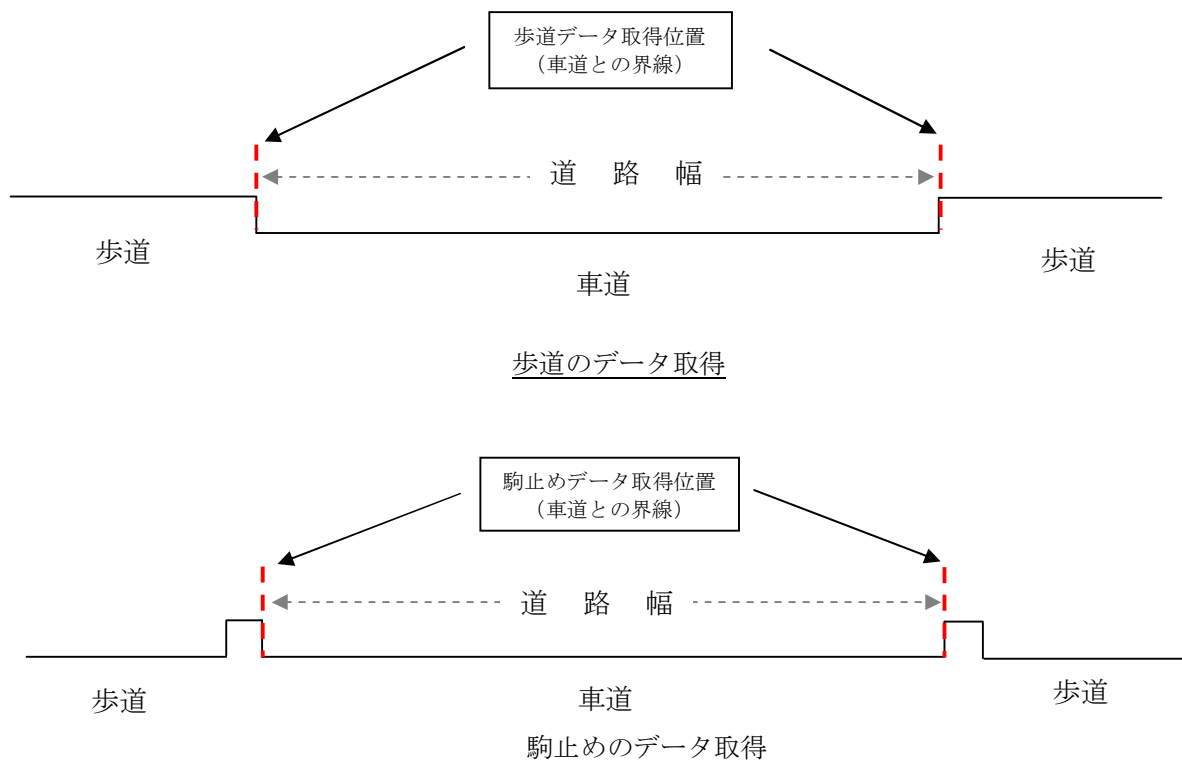 歩道データ取得位置
（車道との界線）
道 路 幅
歩道
歩道
車道
歩道のデータ取得
駒止めデータ取得位置
（車道との界線）
道 路 幅
歩道
車道
歩道
駒止めのデータ取得